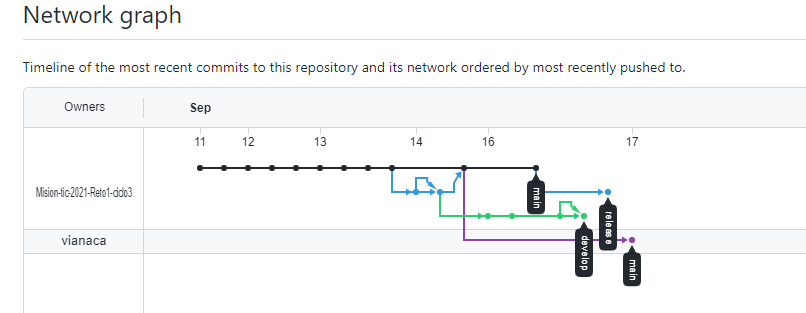 Network graph
Timeline of the most recent commits to this repository and its network ordered by most recently pushed to.
Owners
Sep
11 12 13 14 16 17
Mision-tic-2021-Reto1-ciclo3
main
release
vianaca
develop
main